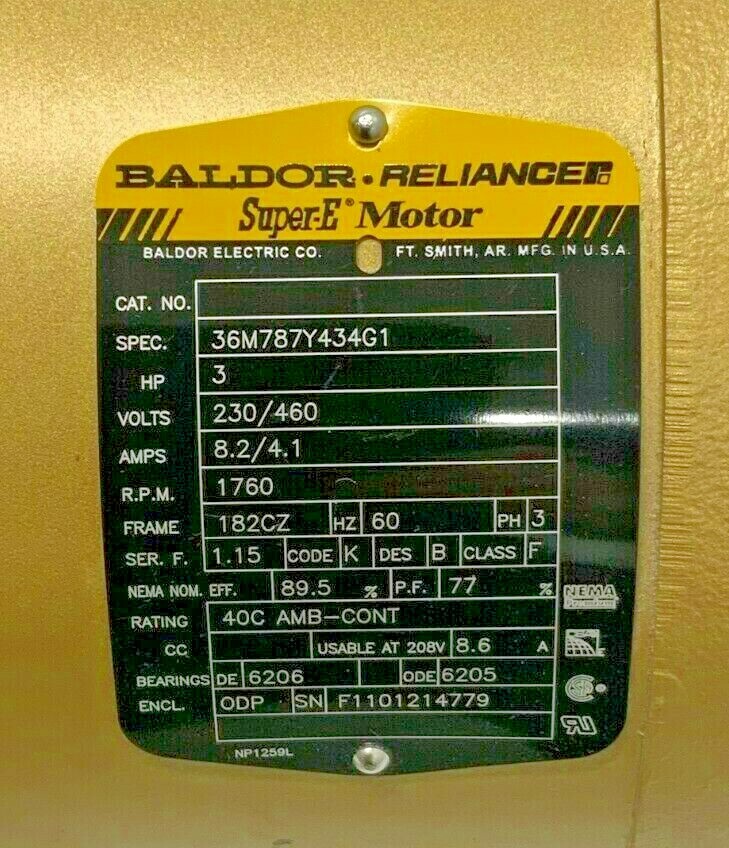 BALDOR • RELIANCER
Super-E® Motor
BALDOR ELECTRIC CO. FT. SMITH, AR. MFG. IN U.S.A.
CAT. NO.
SPEC. 36M787Y434G1
HP 3
VOLTS 230/460
AMPS 8.2/4.1
R.P.M. 1760
FRAME 182CZ HZ 60 PH 3
SER. F. 1.15 CODE K DES B CLASS F
NEMA NOM. EFF. 89.5 % P.F. 77 %
NEMA
RATING 40C AMB-CONT
CC USABLE AT 208V 8.6 A
BEARINGS DE 6206 ODE 6205
ENCL. ODP SN F1101214779
NP1259L